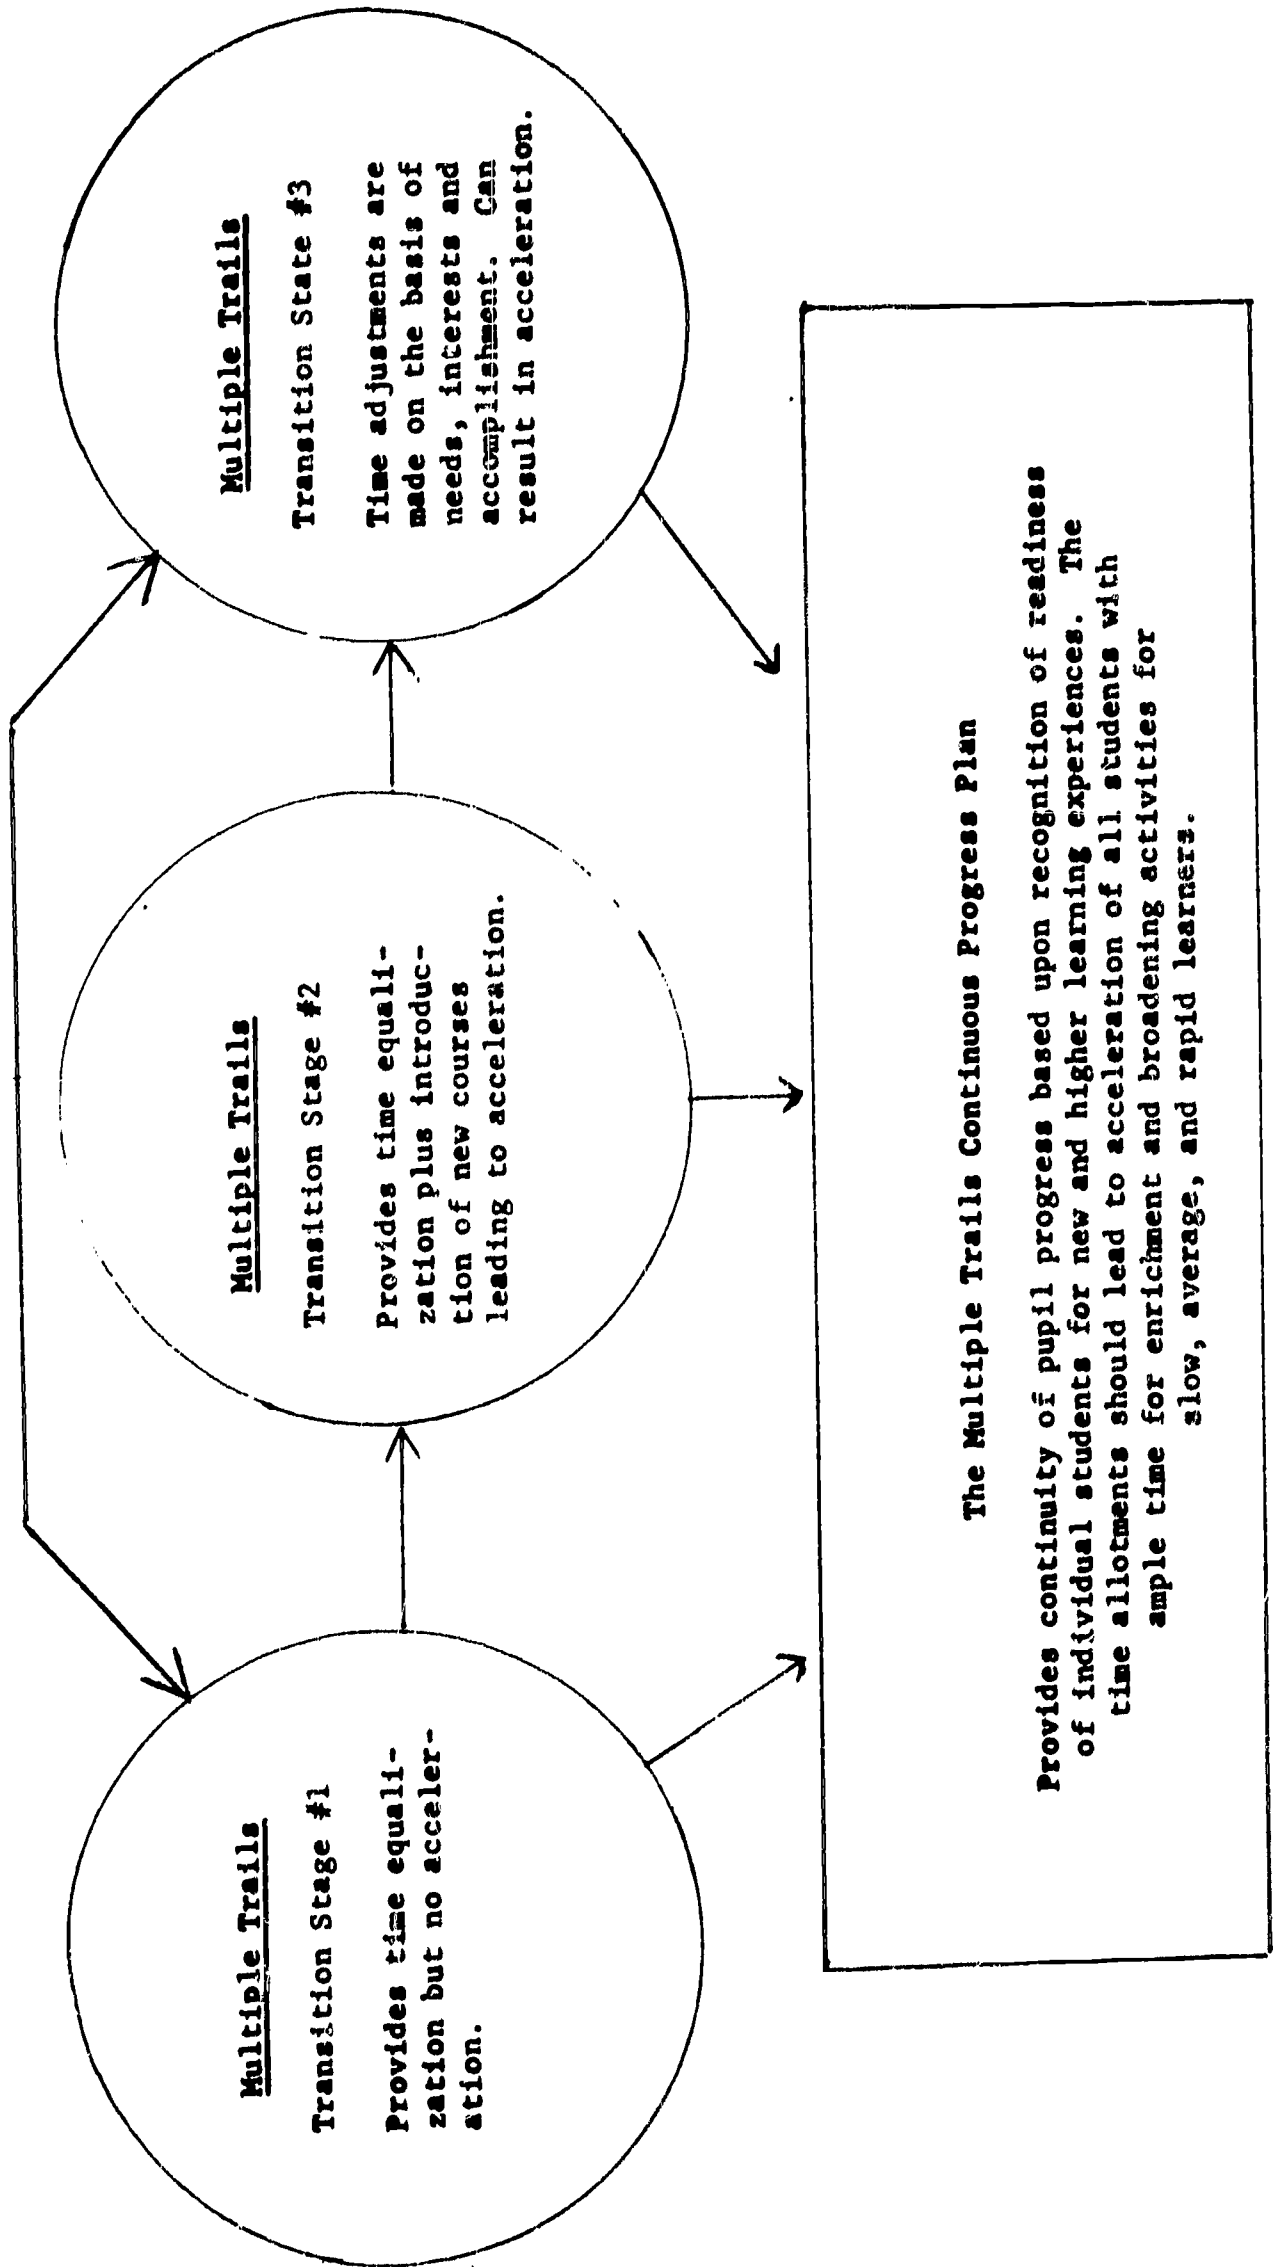 Multiple Trails
Transition Stage #1
Provides time equali-
zation but no acceler-
ation.
Multiple Trails
Transition Stage #2
Provides time equali-
zation plus introduc-
tion of new courses
leading to acceleration.
Multiple Trails
Transition State #3
Time adjustments are
made on the basis of
needs, interests and
accomplishment. Can
result in acceleration.
The Multiple Trails Continuous Progress Plan
Provides continuity of pupil progress based upon recognition of readiness
of individual students for new and higher learning experiences. The
time allotments should lead to acceleration of all students with
ample time for enrichment and broadening activities for
slow, average, and rapid learners.